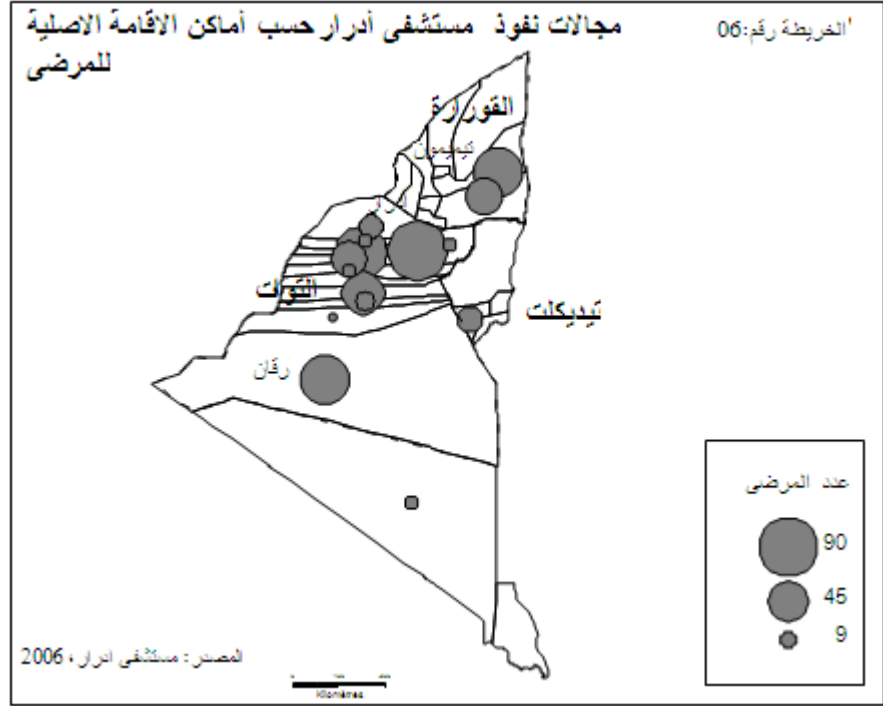 'الخريطة رقم:06
مجالات نفوذ مستشفى أدرار حسب أماكن الاقامة الاصلية
للمرضى
القورارة
تيميمون
التوات
تيديكلت
رقان
عدد المرضى
90
45
9
المصدر: مستشفى ادرار، 2006
kilomètres